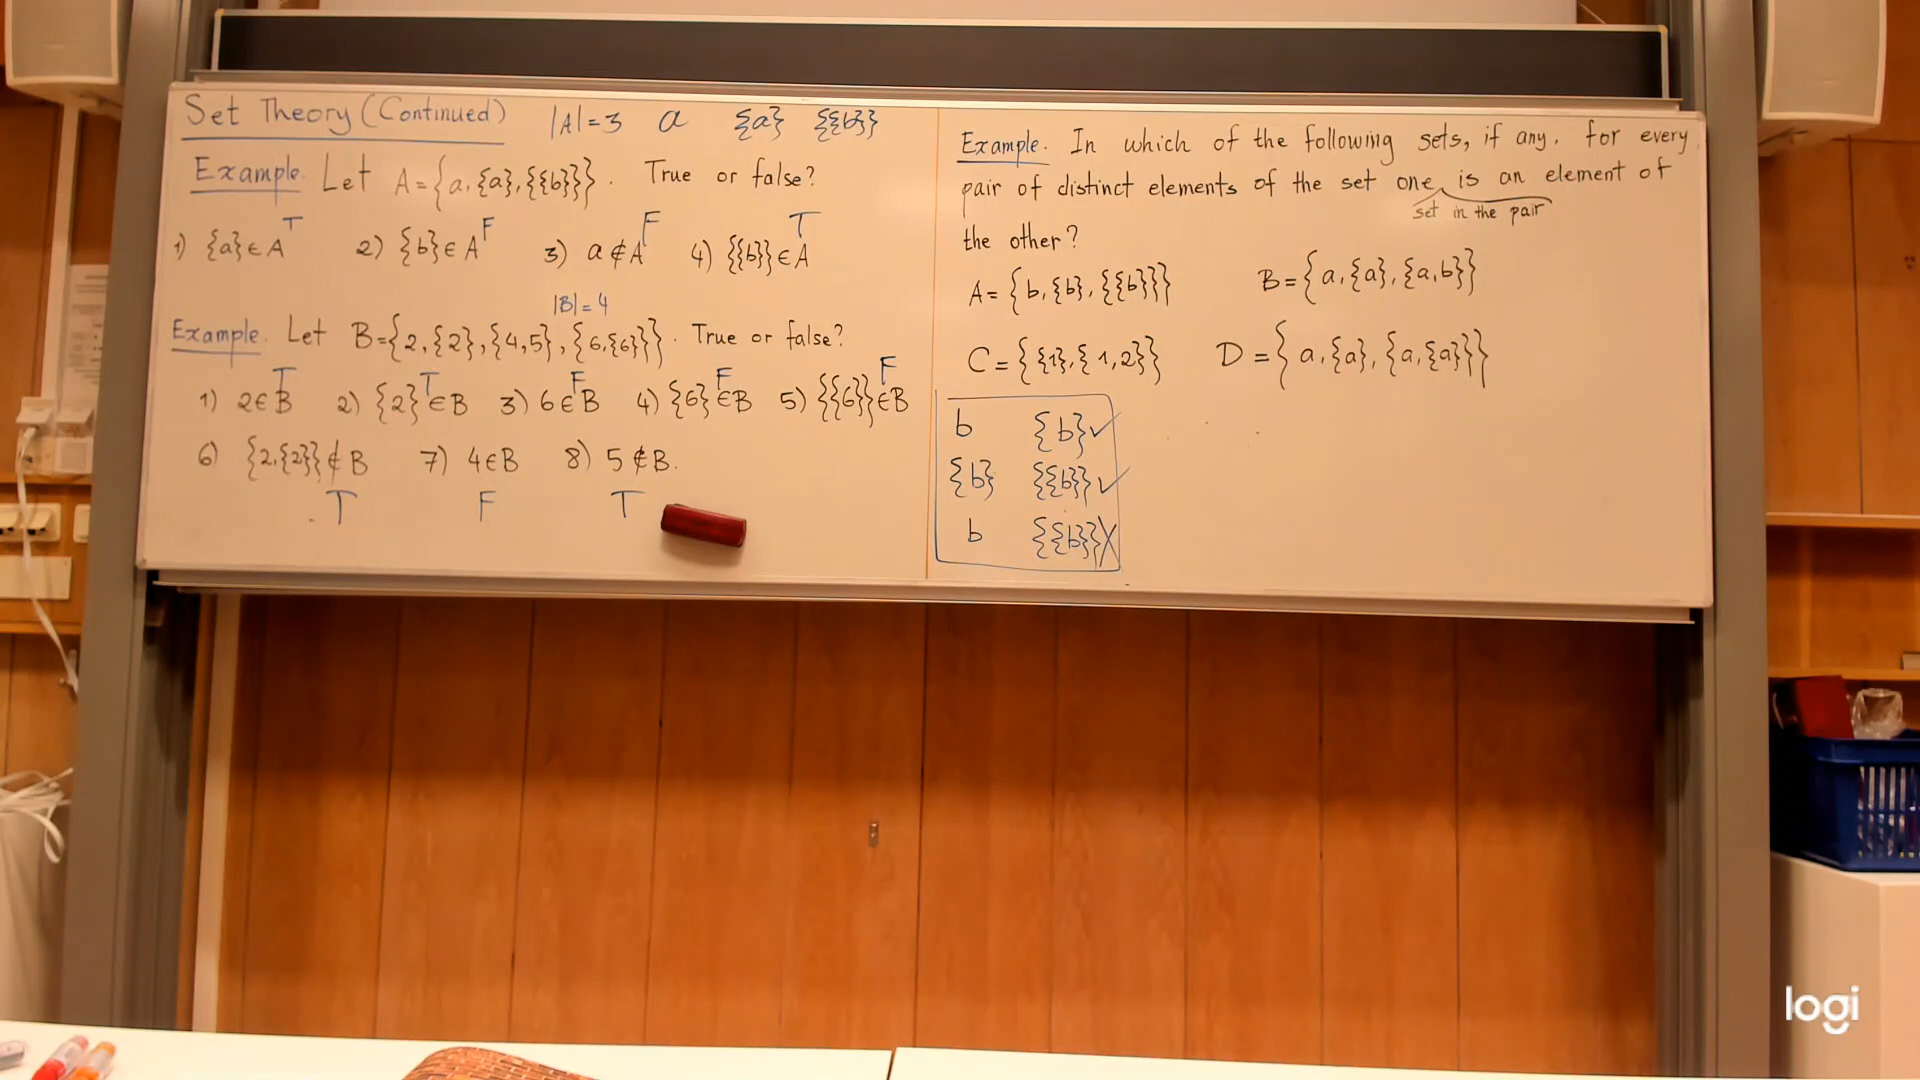 Set Theory (Continued) |A|=3 a {a} {{b}}
Example. Let A={a,{a},{{b}}}. True or false?
T F F T
1) {a}∈A 2) {b}∈A 3) a∉A 4) {{b}}∈A
|B|=4
Example. Let B={2,{2},{4,5},{6,{6}}}. True or false?
T T F F F
1) 2∈B 2) {2}∈B 3) 6∈B 4) {6}∈B 5) {{6}}∈B
6) {2,{2}}∉B 7) 4∈B 8) 5∉B.
T F T
Example. In which of the following sets, if any, for every
pair of distinct elements of the set one is an element of
set in the pair
the other?
A={b,{b},{{b}}} B={a,{a},{a,b}}
C={{1},{1,2}} D={a,{a},{a,{a}}}
b {b} ✓
{b} {{b}} ✓
b {{b}} X
logi